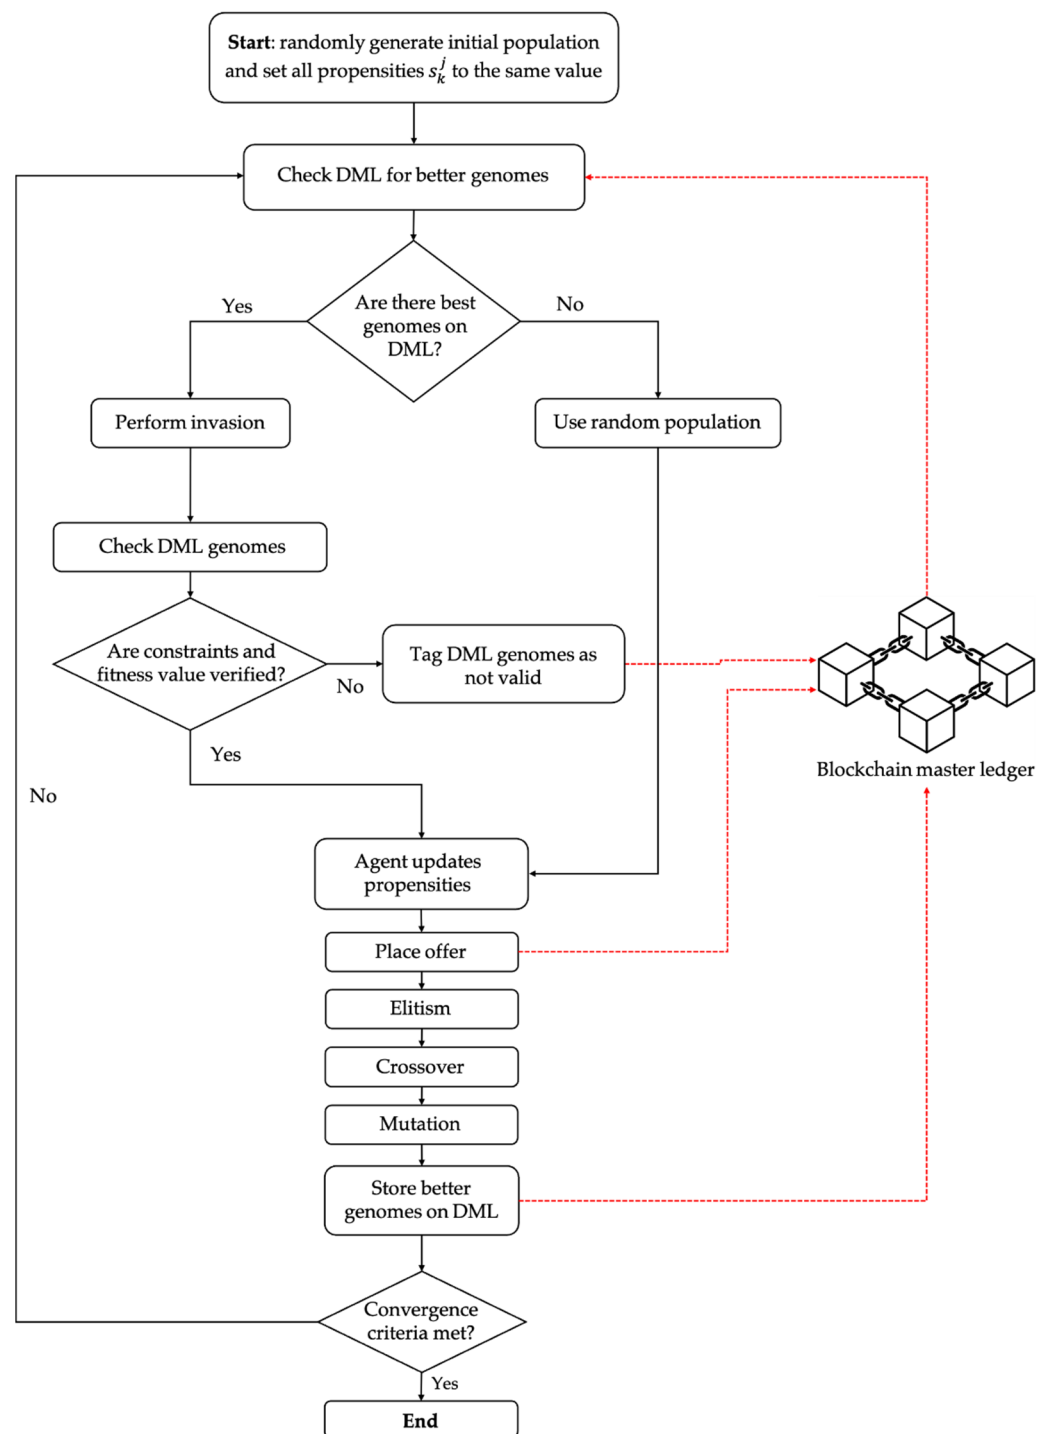 Start: randomly generate initial population
and set all propensities $s_k^j$ to the same value
Check DML for better genomes
Are there best
genomes on
DML?
Yes
No
Perform invasion
Use random population
Check DML genomes
Are constraints and
fitness value verified?
No
Tag DML genomes as
not valid
Yes
Blockchain master ledger
No
Agent updates
propensities
Place offer
Elitism
Crossover
Mutation
Store better
genomes on DML
Convergence
criteria met?
Yes
End